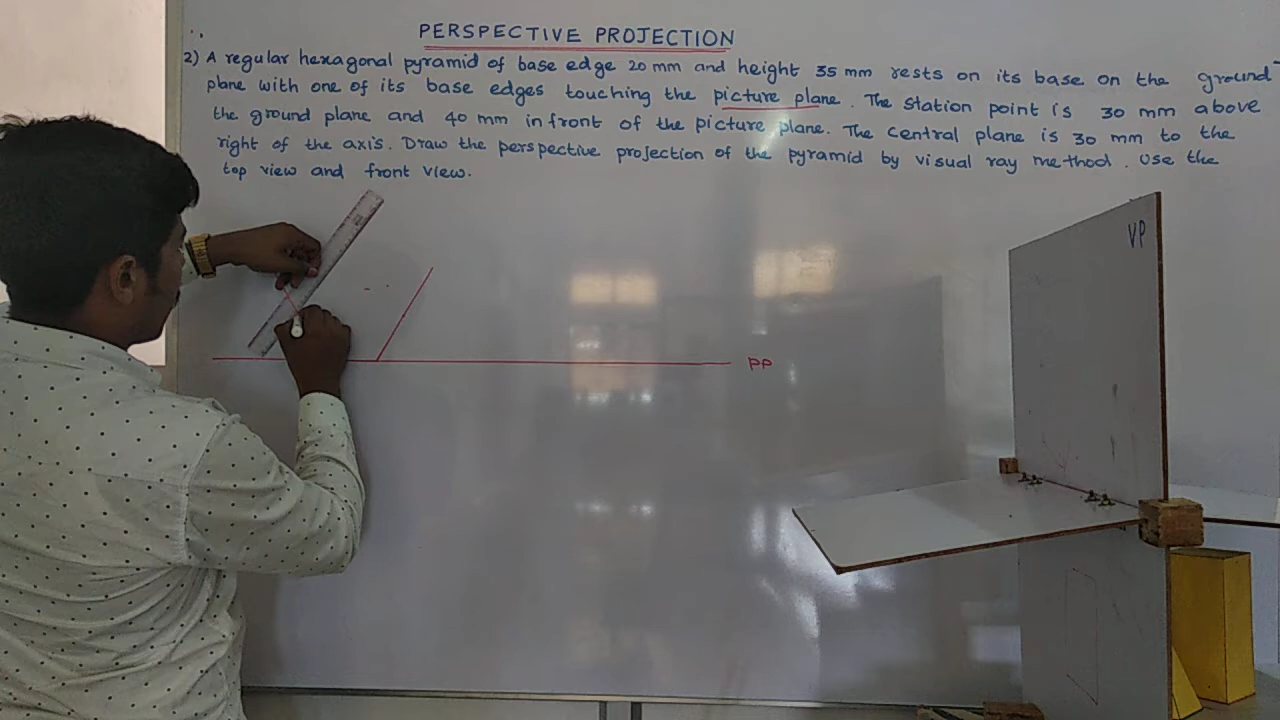 PERSPECTIVE PROJECTION
2) A regular hexagonal pyramid of base edge 20 mm and height 35 mm rests on its base on the ground
plane with one of its base edges touching the picture plane. The station point is 30 mm above
the ground plane and 40 mm infront of the picture plane. The central plane is 30 mm to the
right of the axis. Draw the perspective projection of the pyramid by visual ray method. Use the
top view and front view.
VP
PP